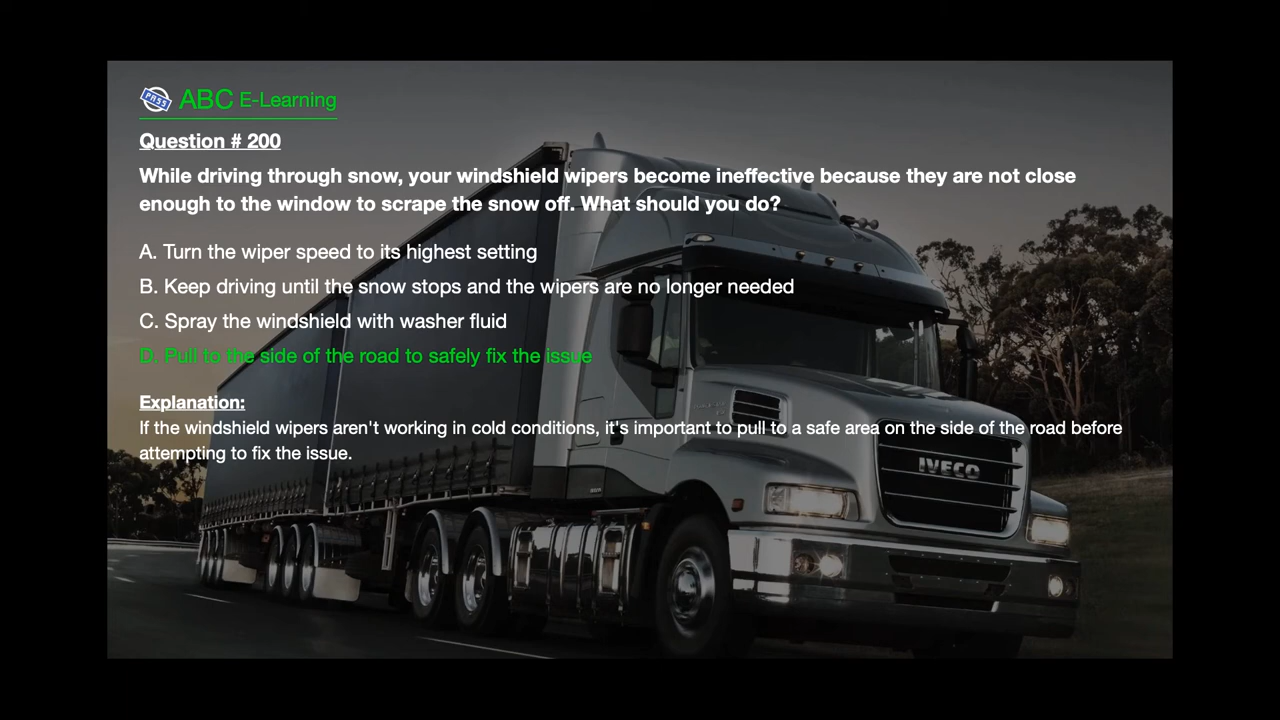 PASS ABC E-Learning
Question # 200
While driving through snow, your windshield wipers become ineffective because they are not close
enough to the window to scrape the snow off. What should you do?
A. Turn the wiper speed to its highest setting
B. Keep driving until the snow stops and the wipers are no longer needed
C. Spray the windshield with washer fluid
D. Pull to the side of the road to safely fix the issue
Explanation:
If the windshield wipers aren't working in cold conditions, it's important to pull to a safe area on the side of the road before
attempting to fix the issue.
IVECO